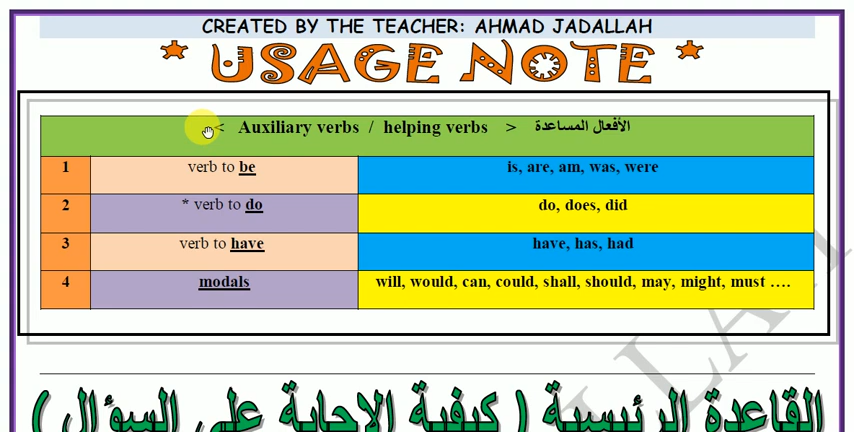 CREATED BY THE TEACHER: AHMAD JADALLAH
* USAGE NOTE *
< Auxiliary verbs / helping verbs > الأفعال المساعدة
1 verb to be is, are, am, was, were
2 * verb to do do, does, did
3 verb to have have, has, had
4 modals will, would, can, could, shall, should, may, might, must ….
القاعدة الرئيسية ( كيفية الإجابة على السؤال )